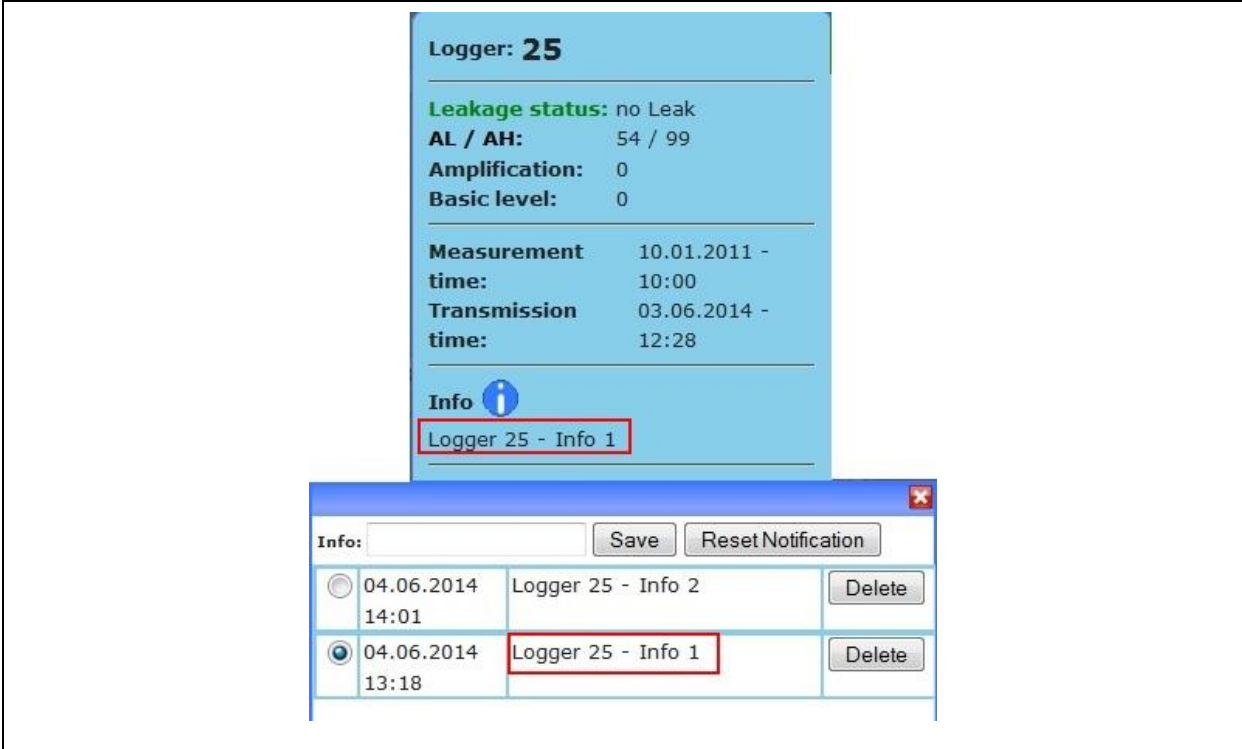 Logger: 25
Leakage status: no Leak
AL / AH: 54 / 99
Amplification: 0
Basic level: 0
Measurement 10.01.2011 -
time: 10:00
Transmission 03.06.2014 -
time: 12:28
Info
Logger 25 - Info 1
Info: Save Reset Notification
04.06.2014 Logger 25 - Info 2 Delete
14:01
04.06.2014 Logger 25 - Info 1 Delete
13:18